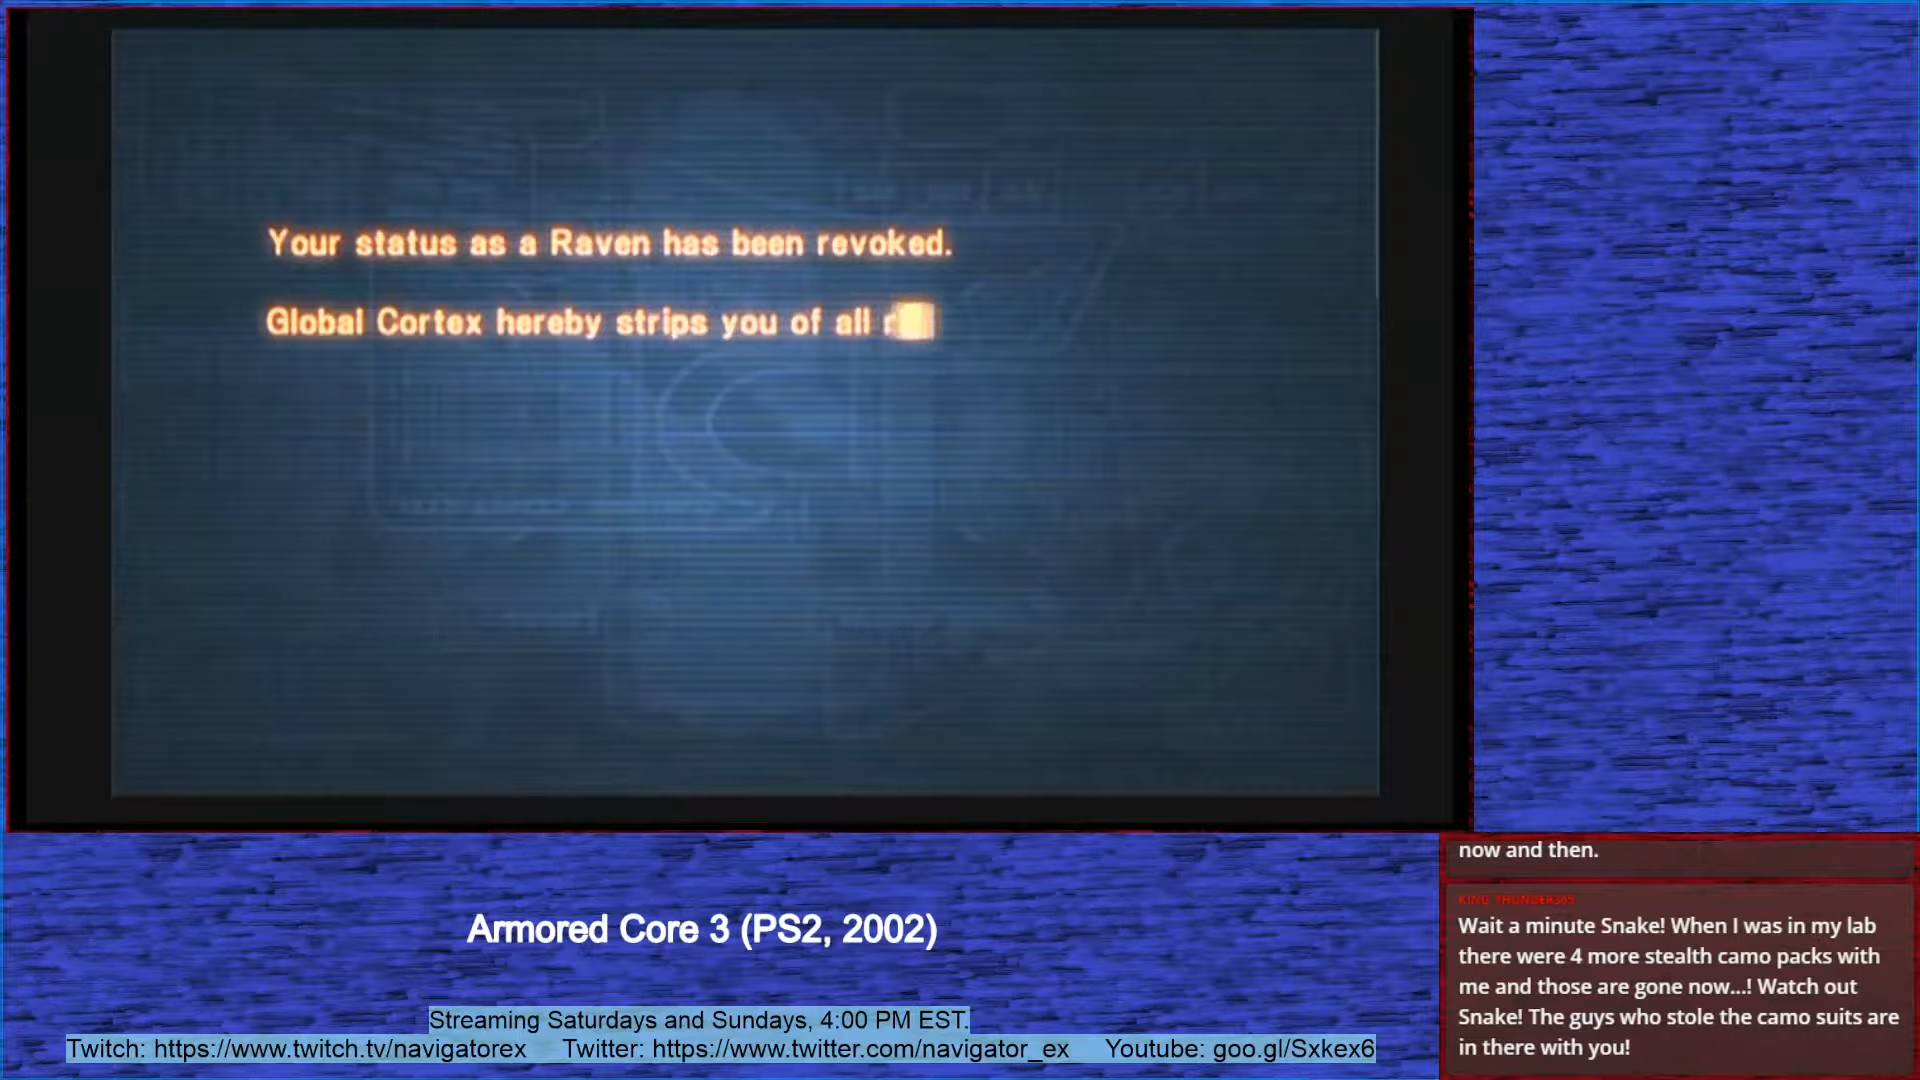 Your status as a Raven has been revoked.
Global Cortex hereby strips you of all
now and then.
KING_THUNDER365
Wait a minute Snake! When I was in my lab
there were 4 more stealth camo packs with
me and those are gone now...! Watch out
Snake! The guys who stole the camo suits are
in there with you!
Armored Core 3 (PS2, 2002)
Streaming Saturdays and Sundays, 4:00 PM EST.
Twitch: https://www.twitch.tv/navigatorex Twitter: https://www.twitter.com/navigator_ex Youtube: goo.gl/Sxkex6